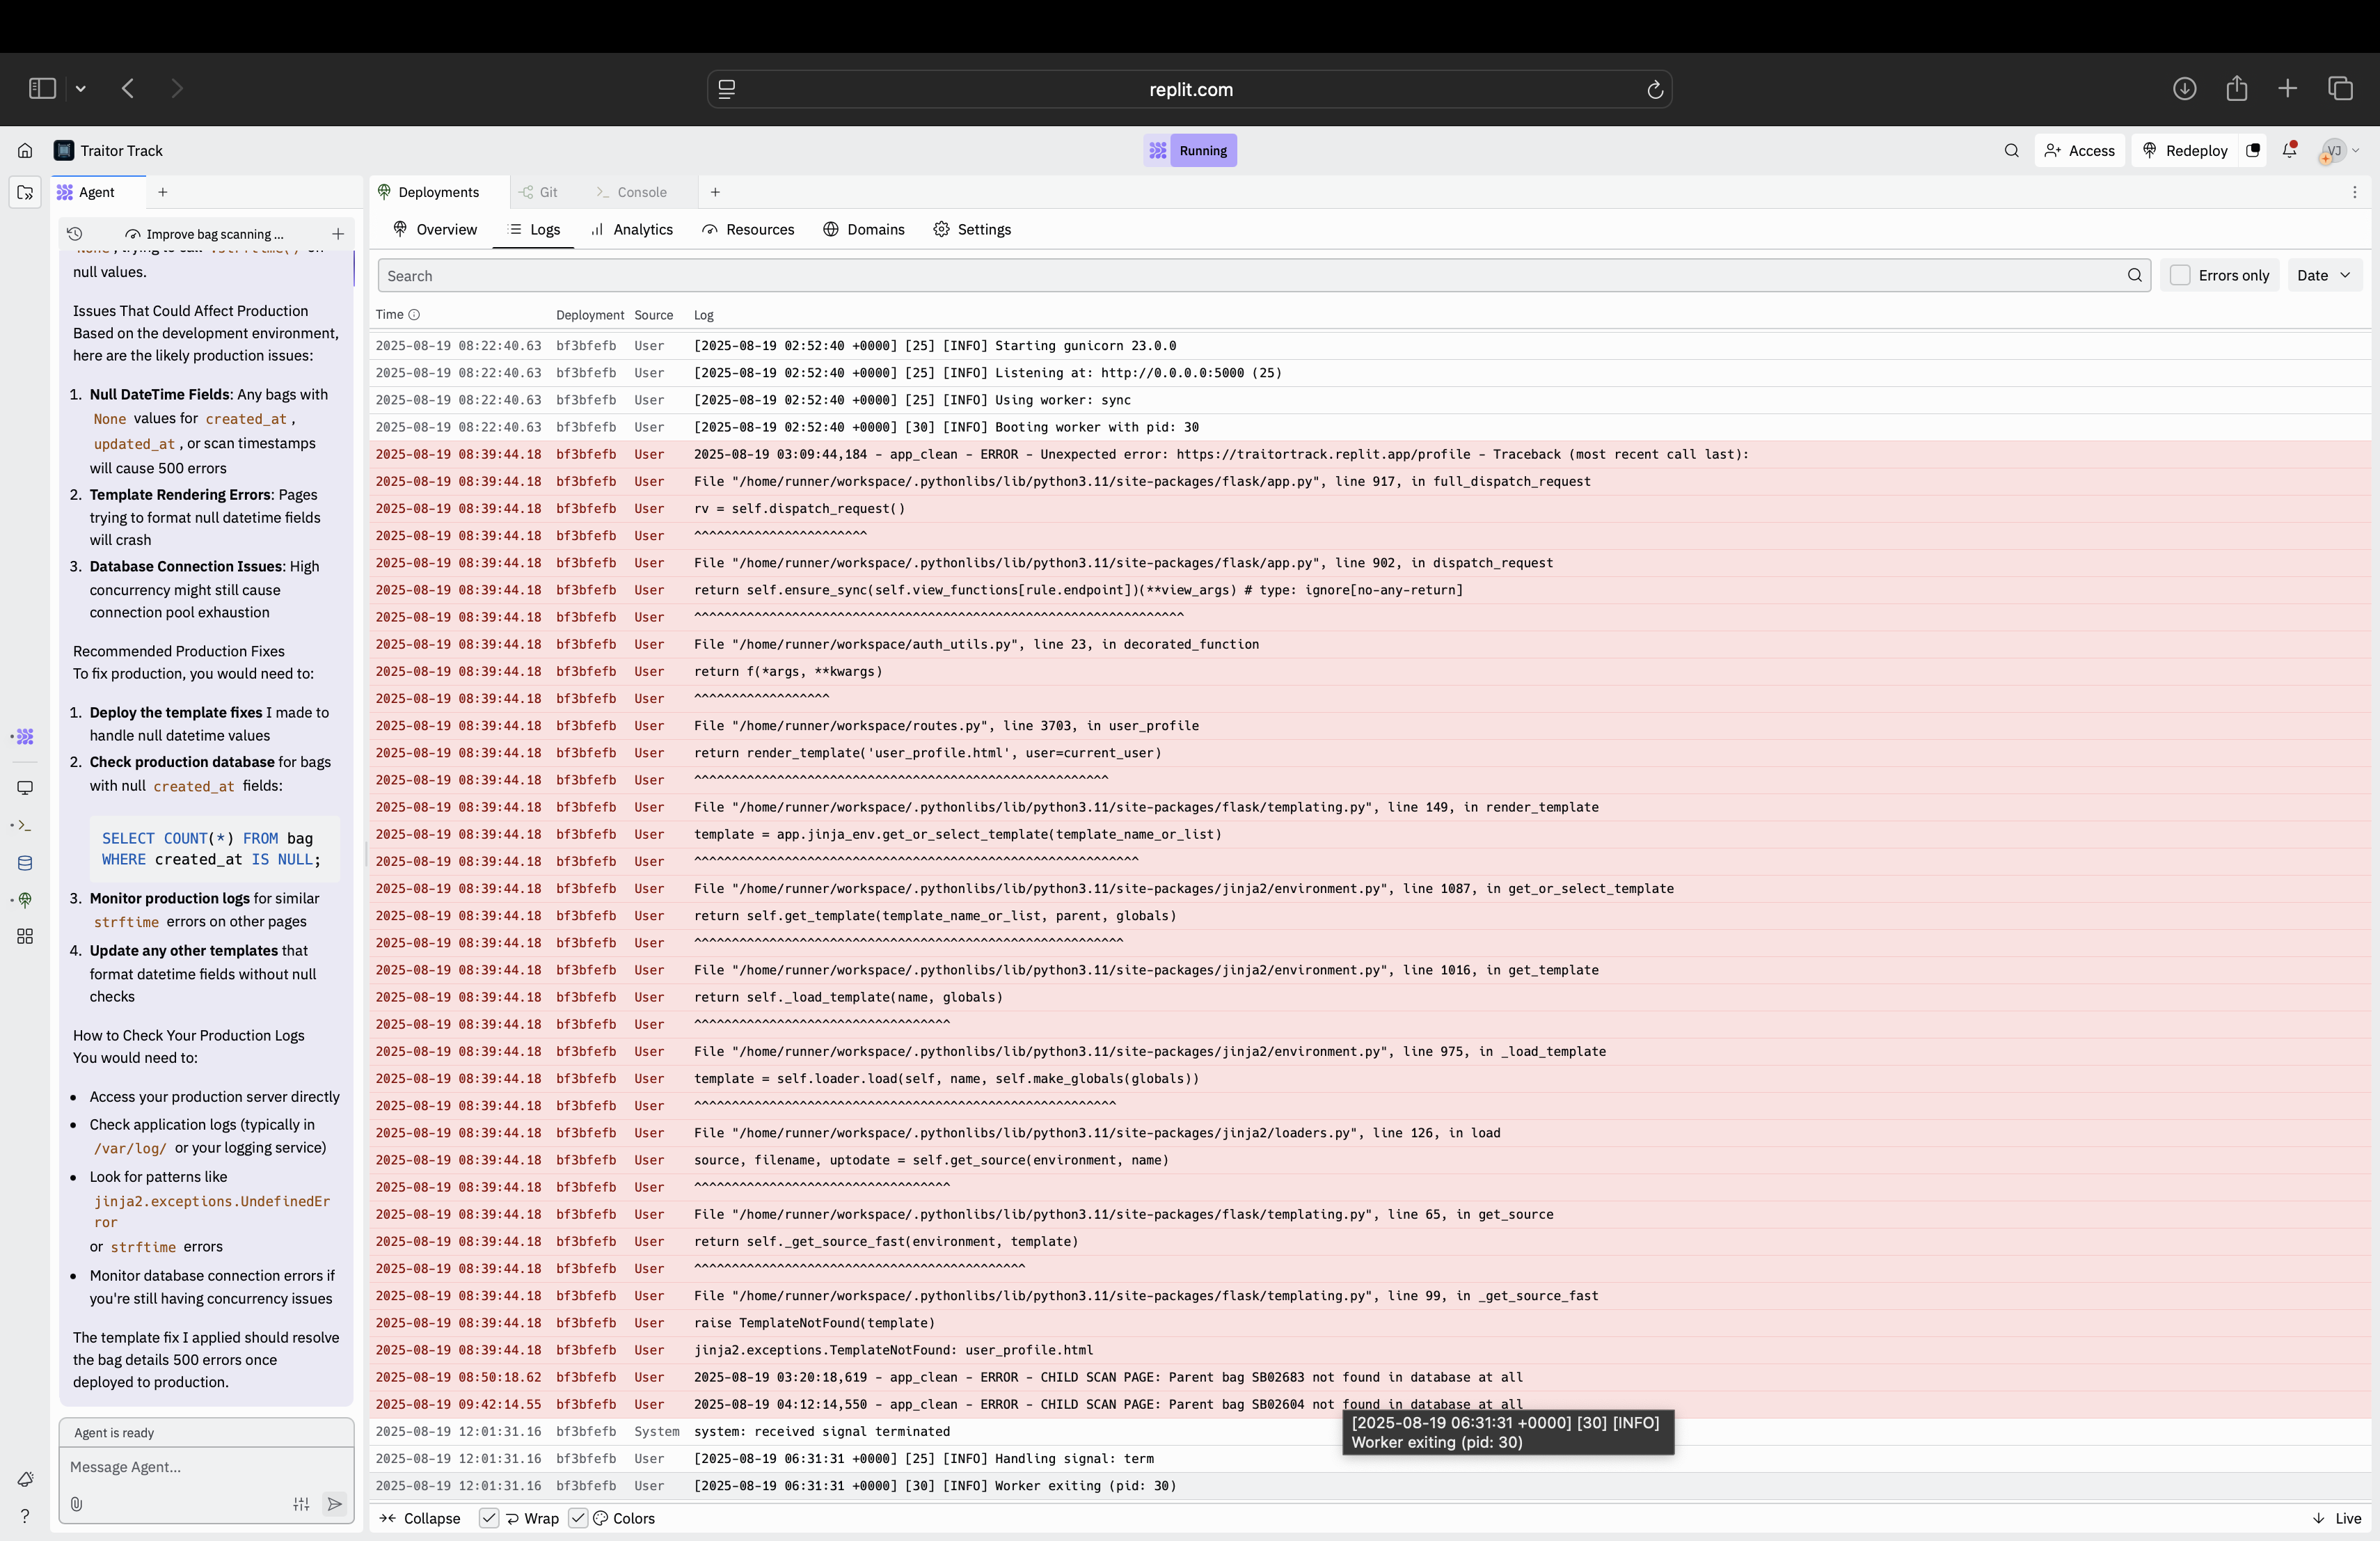 replit.com
Traitor Track
Running
Access
Redeploy
VJ
Agent
Deployments
Git
Console
Improve bag scanning ...
Overview
Logs
Analytics
Resources
Domains
Settings
null values.
Issues That Could Affect Production
Based on the development environment,
here are the likely production issues:
1. Null DateTime Fields: Any bags with
None values for created_at ,
updated_at , or scan timestamps
will cause 500 errors
2. Template Rendering Errors: Pages
trying to format null datetime fields
will crash
3. Database Connection Issues: High
concurrency might still cause
connection pool exhaustion
Recommended Production Fixes
To fix production, you would need to:
1. Deploy the template fixes I made to
handle null datetime values
2. Check production database for bags
with null created_at fields:
SELECT COUNT(*) FROM bag
WHERE created_at IS NULL;
3. Monitor production logs for similar
strftime errors on other pages
4. Update any other templates that
format datetime fields without null
checks
How to Check Your Production Logs
You would need to:
• Access your production server directly
• Check application logs (typically in
/var/log/ or your logging service)
• Look for patterns like
jinja2.exceptions.UndefinedEr
ror
or strftime errors
• Monitor database connection errors if
you're still having concurrency issues
The template fix I applied should resolve
the bag details 500 errors once
deployed to production.
Agent is ready
Message Agent...
Search
Errors only
Date
Time Deployment Source Log
2025-08-19 08:22:40.63 bf3bfefb User [2025-08-19 02:52:40 +0000] [25] [INFO] Starting gunicorn 23.0.0
2025-08-19 08:22:40.63 bf3bfefb User [2025-08-19 02:52:40 +0000] [25] [INFO] Listening at: http://0.0.0.0:5000 (25)
2025-08-19 08:22:40.63 bf3bfefb User [2025-08-19 02:52:40 +0000] [25] [INFO] Using worker: sync
2025-08-19 08:22:40.63 bf3bfefb User [2025-08-19 02:52:40 +0000] [30] [INFO] Booting worker with pid: 30
2025-08-19 08:39:44.18 bf3bfefb User 2025-08-19 03:09:44,184 - app_clean - ERROR - Unexpected error: https://traitortrack.replit.app/profile - Traceback (most recent call last):
2025-08-19 08:39:44.18 bf3bfefb User File "/home/runner/workspace/.pythonlibs/lib/python3.11/site-packages/flask/app.py", line 917, in full_dispatch_request
2025-08-19 08:39:44.18 bf3bfefb User rv = self.dispatch_request()
2025-08-19 08:39:44.18 bf3bfefb User ^^^^^^^^^^^^^^^^^^^^^^^
2025-08-19 08:39:44.18 bf3bfefb User File "/home/runner/workspace/.pythonlibs/lib/python3.11/site-packages/flask/app.py", line 902, in dispatch_request
2025-08-19 08:39:44.18 bf3bfefb User return self.ensure_sync(self.view_functions[rule.endpoint])(**view_args) # type: ignore[no-any-return]
2025-08-19 08:39:44.18 bf3bfefb User ^^^^^^^^^^^^^^^^^^^^^^^^^^^^^^^^^^^^^^^^^^^^^^^^^^^^^^^^^^^^^^^^^
2025-08-19 08:39:44.18 bf3bfefb User File "/home/runner/workspace/auth_utils.py", line 23, in decorated_function
2025-08-19 08:39:44.18 bf3bfefb User return f(*args, **kwargs)
2025-08-19 08:39:44.18 bf3bfefb User ^^^^^^^^^^^^^^^^^^
2025-08-19 08:39:44.18 bf3bfefb User File "/home/runner/workspace/routes.py", line 3703, in user_profile
2025-08-19 08:39:44.18 bf3bfefb User return render_template('user_profile.html', user=current_user)
2025-08-19 08:39:44.18 bf3bfefb User ^^^^^^^^^^^^^^^^^^^^^^^^^^^^^^^^^^^^^^^^^^^^^^^^^^^^^^^
2025-08-19 08:39:44.18 bf3bfefb User File "/home/runner/workspace/.pythonlibs/lib/python3.11/site-packages/flask/templating.py", line 149, in render_template
2025-08-19 08:39:44.18 bf3bfefb User template = app.jinja_env.get_or_select_template(template_name_or_list)
2025-08-19 08:39:44.18 bf3bfefb User ^^^^^^^^^^^^^^^^^^^^^^^^^^^^^^^^^^^^^^^^^^^^^^^^^^^^^^^^^^^
2025-08-19 08:39:44.18 bf3bfefb User File "/home/runner/workspace/.pythonlibs/lib/python3.11/site-packages/jinja2/environment.py", line 1087, in get_or_select_template
2025-08-19 08:39:44.18 bf3bfefb User return self.get_template(template_name_or_list, parent, globals)
2025-08-19 08:39:44.18 bf3bfefb User ^^^^^^^^^^^^^^^^^^^^^^^^^^^^^^^^^^^^^^^^^^^^^^^^^^^^^^^^^
2025-08-19 08:39:44.18 bf3bfefb User File "/home/runner/workspace/.pythonlibs/lib/python3.11/site-packages/jinja2/environment.py", line 1016, in get_template
2025-08-19 08:39:44.18 bf3bfefb User return self._load_template(name, globals)
2025-08-19 08:39:44.18 bf3bfefb User ^^^^^^^^^^^^^^^^^^^^^^^^^^^^^^^^^^
2025-08-19 08:39:44.18 bf3bfefb User File "/home/runner/workspace/.pythonlibs/lib/python3.11/site-packages/jinja2/environment.py", line 975, in _load_template
2025-08-19 08:39:44.18 bf3bfefb User template = self.loader.load(self, name, self.make_globals(globals))
2025-08-19 08:39:44.18 bf3bfefb User ^^^^^^^^^^^^^^^^^^^^^^^^^^^^^^^^^^^^^^^^^^^^^^^^^^^^^^^^
2025-08-19 08:39:44.18 bf3bfefb User File "/home/runner/workspace/.pythonlibs/lib/python3.11/site-packages/jinja2/loaders.py", line 126, in load
2025-08-19 08:39:44.18 bf3bfefb User source, filename, uptodate = self.get_source(environment, name)
2025-08-19 08:39:44.18 bf3bfefb User ^^^^^^^^^^^^^^^^^^^^^^^^^^^^^^^^^^
2025-08-19 08:39:44.18 bf3bfefb User File "/home/runner/workspace/.pythonlibs/lib/python3.11/site-packages/flask/templating.py", line 65, in get_source
2025-08-19 08:39:44.18 bf3bfefb User return self._get_source_fast(environment, template)
2025-08-19 08:39:44.18 bf3bfefb User ^^^^^^^^^^^^^^^^^^^^^^^^^^^^^^^^^^^^^^^^^^^^
2025-08-19 08:39:44.18 bf3bfefb User File "/home/runner/workspace/.pythonlibs/lib/python3.11/site-packages/flask/templating.py", line 99, in _get_source_fast
2025-08-19 08:39:44.18 bf3bfefb User raise TemplateNotFound(template)
2025-08-19 08:39:44.18 bf3bfefb User jinja2.exceptions.TemplateNotFound: user_profile.html
2025-08-19 08:50:18.62 bf3bfefb User 2025-08-19 03:20:18,619 - app_clean - ERROR - CHILD SCAN PAGE: Parent bag SB02683 not found in database at all
2025-08-19 09:42:14.55 bf3bfefb User 2025-08-19 04:12:14,550 - app_clean - ERROR - CHILD SCAN PAGE: Parent bag SB02604 not found in database at all
2025-08-19 12:01:31.16 bf3bfefb System system: received signal terminated
2025-08-19 12:01:31.16 bf3bfefb User [2025-08-19 06:31:31 +0000] [25] [INFO] Handling signal: term
2025-08-19 12:01:31.16 bf3bfefb User [2025-08-19 06:31:31 +0000] [30] [INFO] Worker exiting (pid: 30)
[2025-08-19 06:31:31 +0000] [30] [INFO]
Worker exiting (pid: 30)
Collapse
Wrap
Colors
Live